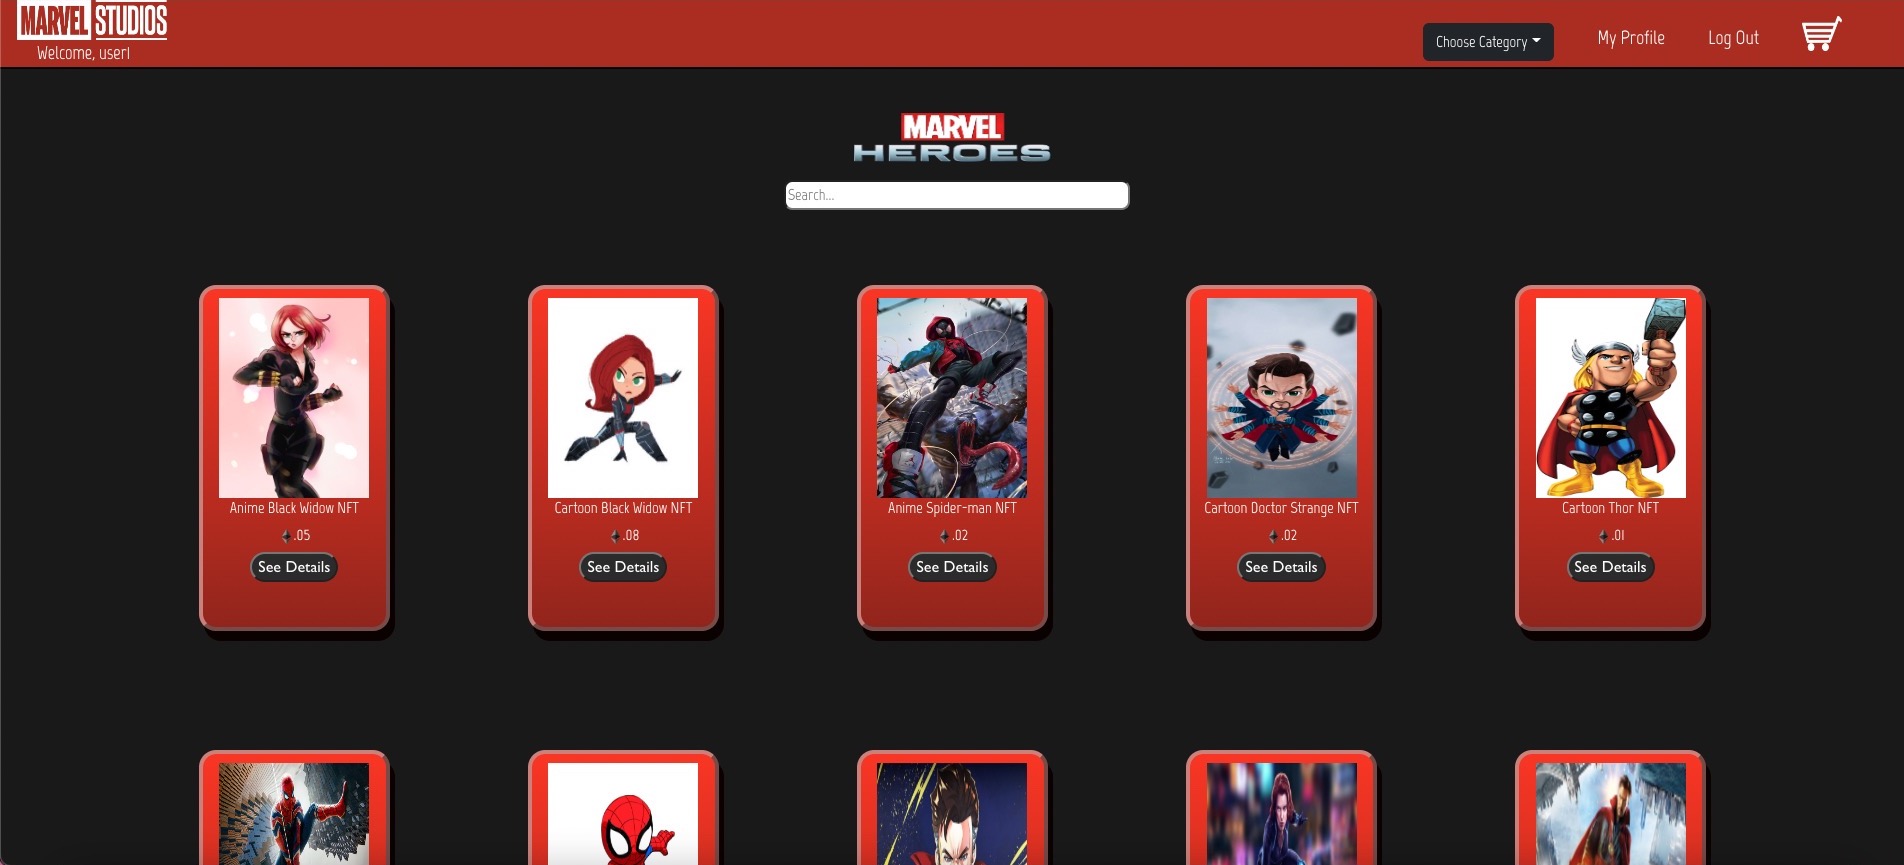 MARVEL STUDIOS
Welcome, user!
Choose Category
My Profile
Log Out
MARVEL
HEROES
Search...
Anime Black Widow NFT
.05
See Details
Cartoon Black Widow NFT
.08
See Details
Anime Spider-man NFT
.02
See Details
Cartoon Doctor Strange NFT
.02
See Details
Cartoon Thor NFT
.01
See Details